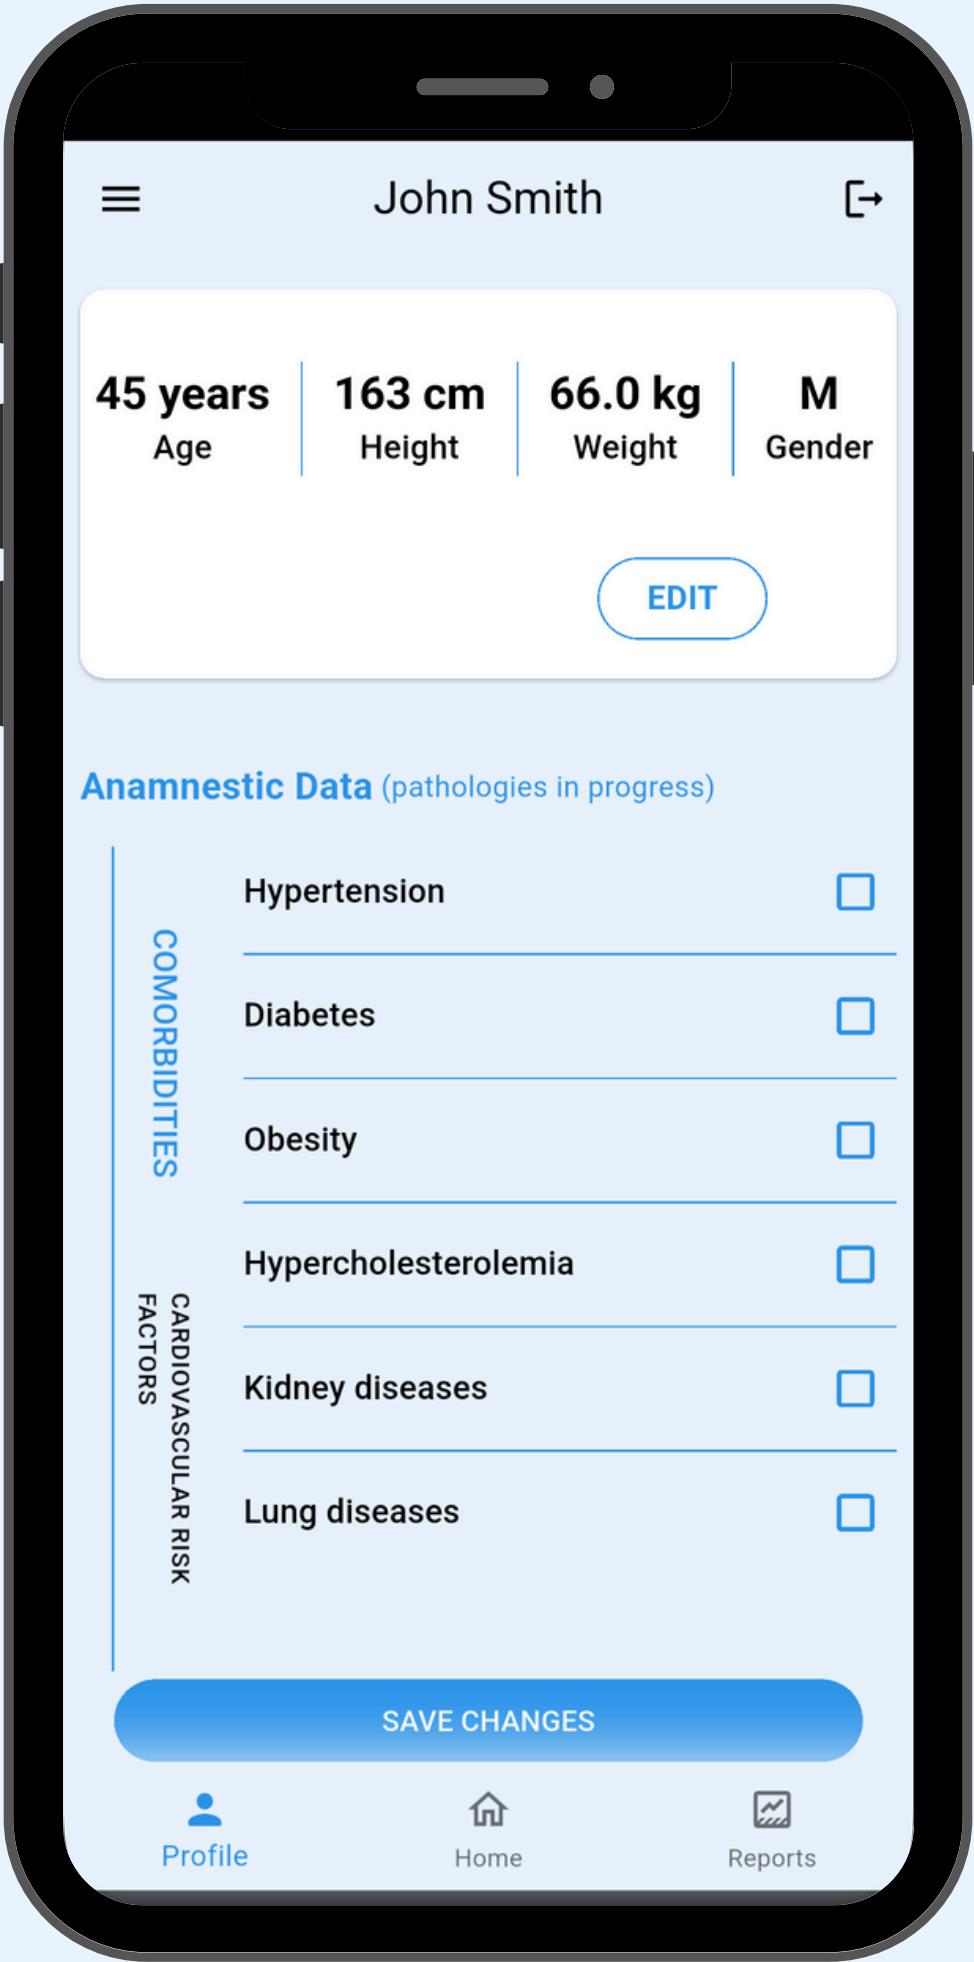 John Smith
45 years
Age
163 cm
Height
66.0 kg
Weight
M
Gender
EDIT
Anamnestic Data (pathologies in progress)
COMORBIDITIES
CARDIOVASCULAR RISK
FACTORS
Hypertension
Diabetes
Obesity
Hypercholesterolemia
Kidney diseases
Lung diseases
SAVE CHANGES
Profile
Home
Reports